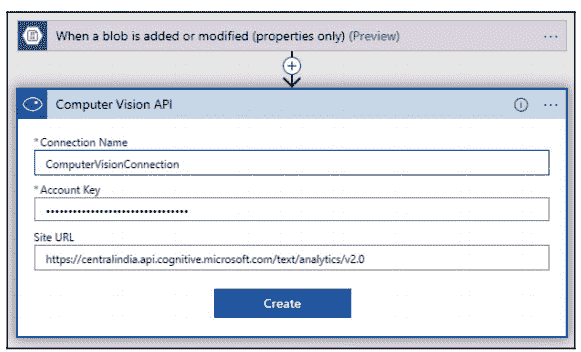 When a blob is added or modified (properties only) (Preview)
Computer Vision API
*Connection Name
ComputerVisionConnection
*Account Key
••••••••••••••••••••••••••••••••
Site URL
https://centralindia.api.cognitive.microsoft.com/text/analytics/v2.0
Create